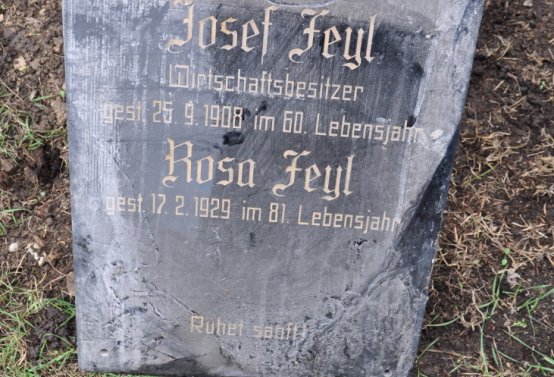 Josef Feyl
Wirtschaftsbesitzer
gest. 25. 9. 1908 im 60. Lebensjahr
Rosa Feyl
gest. 17. 2. 1929 im 81. Lebensjahr
Ruhet sanft!